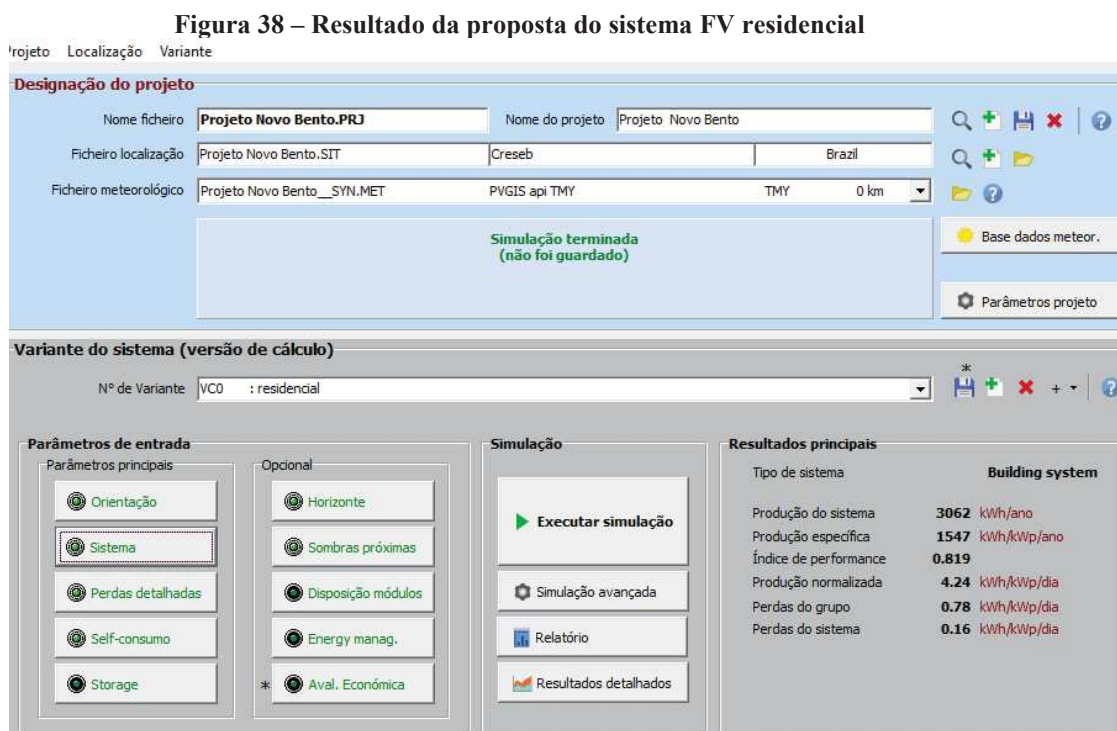 Figura 38 – Resultado da proposta do sistema FV residencial
rojeto Localização Variante
Designação do projeto
Nome ficheiro Projeto Novo Bento.PRJ Nome do projeto Projeto Novo Bento
Ficheiro localização Projeto Novo Bento.SIT Creseb Brazil
Ficheiro meteorológico Projeto Novo Bento__SYN.MET PVGIS api TMY TMY 0 km
Simulação terminada
(não foi guardado)
Base dados meteor.
Parâmetros projeto
Variante do sistema (versão de cálculo)
Nº de Variante VC0 : residencial
Parâmetros de entrada
Parâmetros principais
Orientação
Sistema
Perdas detalhadas
Self-consumo
Storage
Opcional
Horizonte
Sombras próximas
Disposição módulos
Energy manag.
* Aval. Económica
Simulação
Executar simulação
Simulação avançada
Relatório
Resultados detalhados
Resultados principais
Tipo de sistema Building system
Produção do sistema 3062 kWh/ano
Produção específica 1547 kWh/kWp/ano
Índice de performance 0.819
Produção normalizada 4.24 kWh/kWp/dia
Perdas do grupo 0.78 kWh/kWp/dia
Perdas do sistema 0.16 kWh/kWp/dia